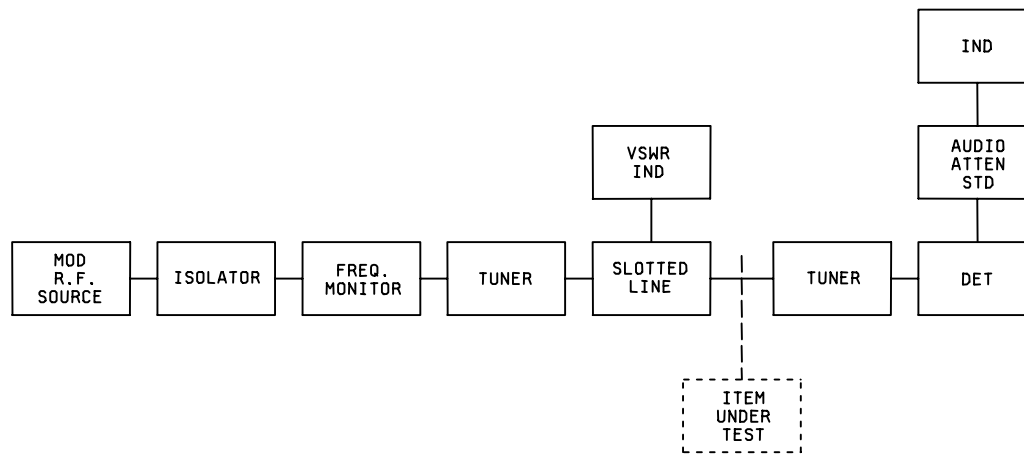 IND
VSWR
IND
AUDIO
ATTEN
STD
MOD
R.F.
SOURCE
ISOLATOR
FREQ.
MONITOR
TUNER
SLOTTED
LINE
TUNER
DET
ITEM
UNDER
TEST